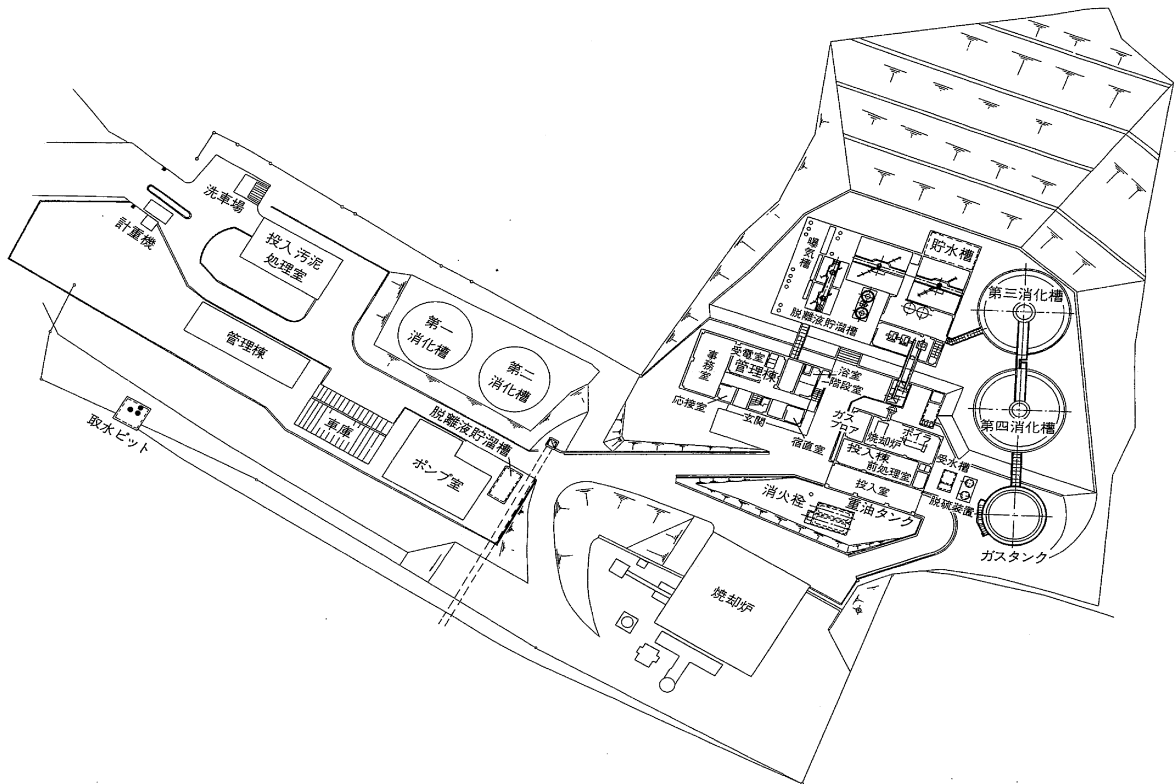 洗車場
計重機
投入汚泥
処理室
管理棟
第一
消化槽
第二
消化槽
取水ピット
車庫
脱離液貯溜槽
ポンプ室
曝気槽
貯水槽
第三消化槽
脱離液貯溜槽
事務室
受電室
管理棟
浴室
階段室
応接室
玄関
宿直室
ガス
ブロア
焼却炉
ボイラ
第四消化槽
投入棟
前処理室
受水槽
投入室
消火栓
重油タンク
脱硫装置
ガスタンク
焼却炉